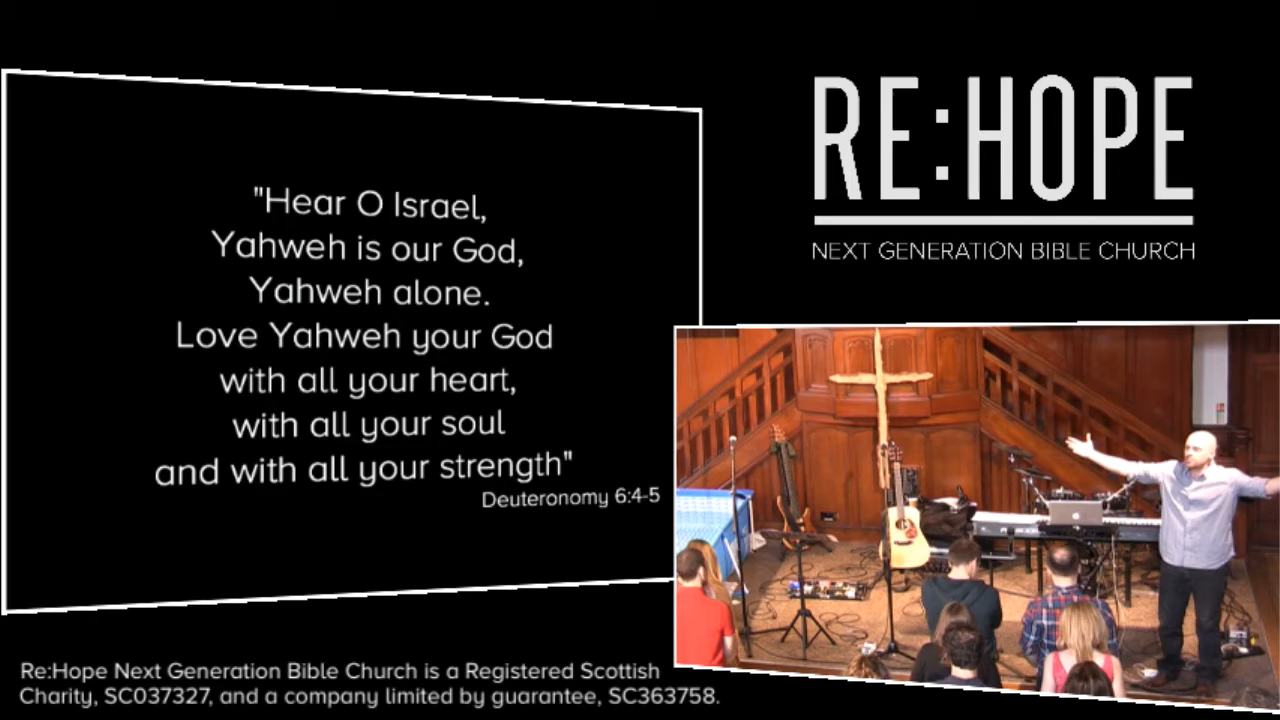 "Hear O Israel,
Yahweh is our God,
Yahweh alone.
Love Yahweh your God
with all your heart,
with all your soul
and with all your strength"
Deuteronomy 6:4-5
RE:HOPE
NEXT GENERATION BIBLE CHURCH
Re:Hope Next Generation Bible Church is a Registered Scottish
Charity, SC037327, and a company limited by guarantee, SC363758.